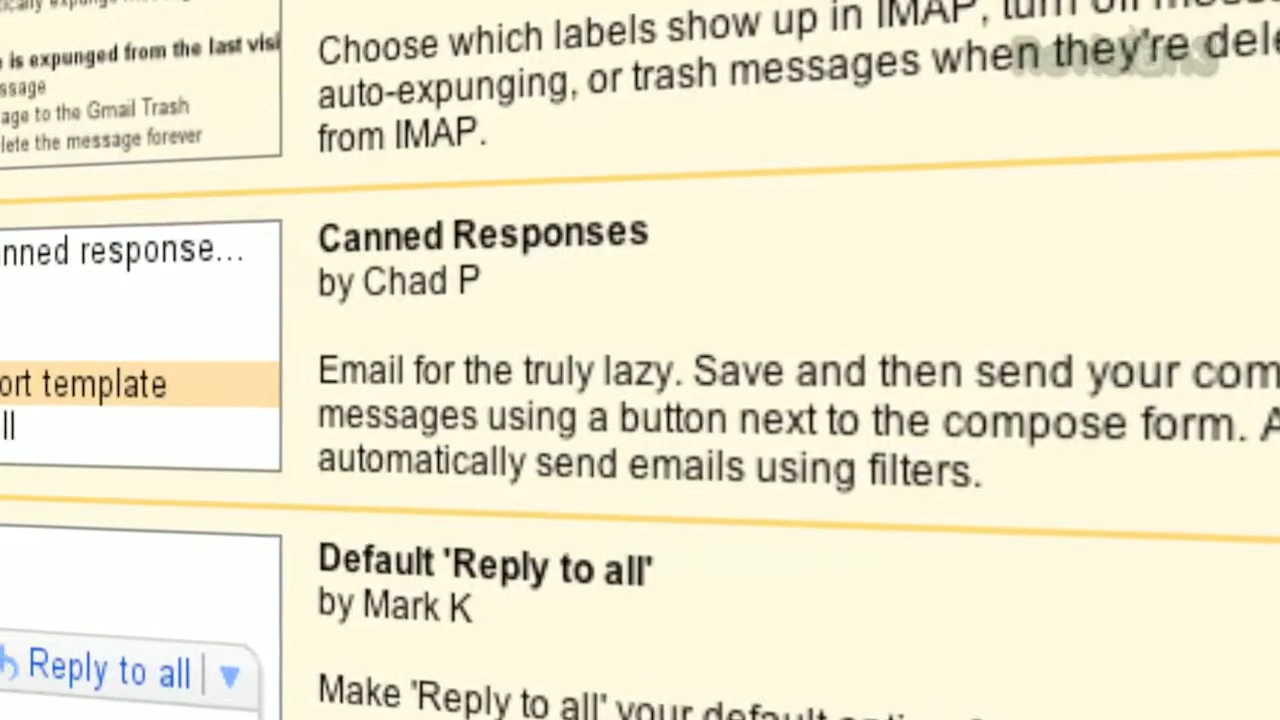 is expunged from the last visi
ssage
age to the Gmail Trash
lete the message forever
Choose which labels show up in IMAP, turn off
auto-expunging, or trash messages when they're dele
from IMAP.
nned response...
ort template
ll
Canned Responses
by Chad P
Email for the truly lazy. Save and then send your com
messages using a button next to the compose form. A
automatically send emails using filters.
Reply to all
Default 'Reply to all'
by Mark K
Make 'Reply to all' your default